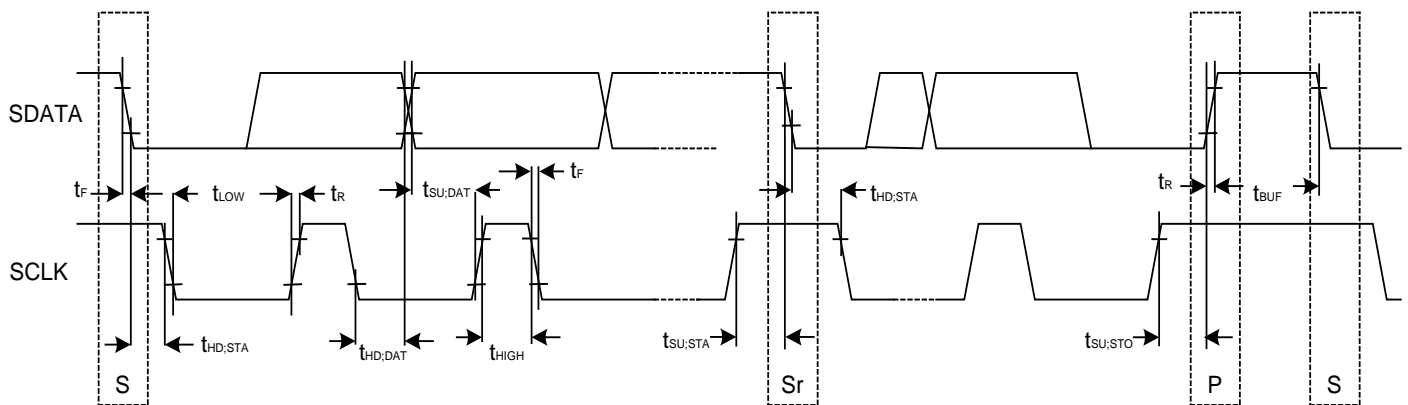 SDATA
tF
tLOW
tR
tSU;DAT
tF
tHD;STA
tR
tBUF
SCLK
tHD;STA
tHD;DAT
tHIGH
tSU;STA
tSU;STO
S
Sr
P
S